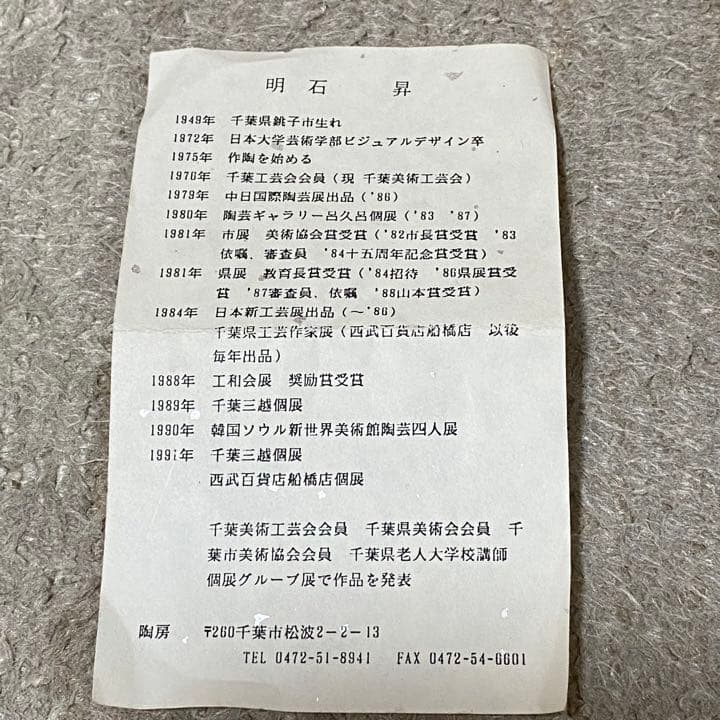 明石　昇
1949年 千葉県銚子市生れ
1972年 日本大学芸術学部ビジュアルデザイン卒
1975年 作陶を始める
1976年 千葉工芸会会員（現 千葉美術工芸会）
1979年 中日国際陶芸展出品（'86）
1980年 陶芸ギャラリー呂久呂個展（'83 '87）
1981年 市展 美術協会賞受賞（'82市長賞受賞 '83
依嘱、審査員 '84十五周年記念賞受賞）
1981年 県展 教育長賞受賞（'84招待 '86県展賞受
賞 '87審査員、依嘱 '88山本賞受賞）
1984年 日本新工芸展出品（～'86）
千葉県工芸作家展（西武百貨店船橋店 以後
毎年出品）
1988年 工和会展 奨励賞受賞
1989年 千葉三越個展
1990年 韓国ソウル新世界美術館陶芸四人展
1991年 千葉三越個展
西武百貨店船橋店個展
千葉美術工芸会会員 千葉県美術会会員 千
葉市美術協会会員 千葉県老人大学校講師
個展グループ展で作品を発表
陶房 〒260千葉市松波2－2－13
TEL 0472-51-8941 FAX 0472-54-6601